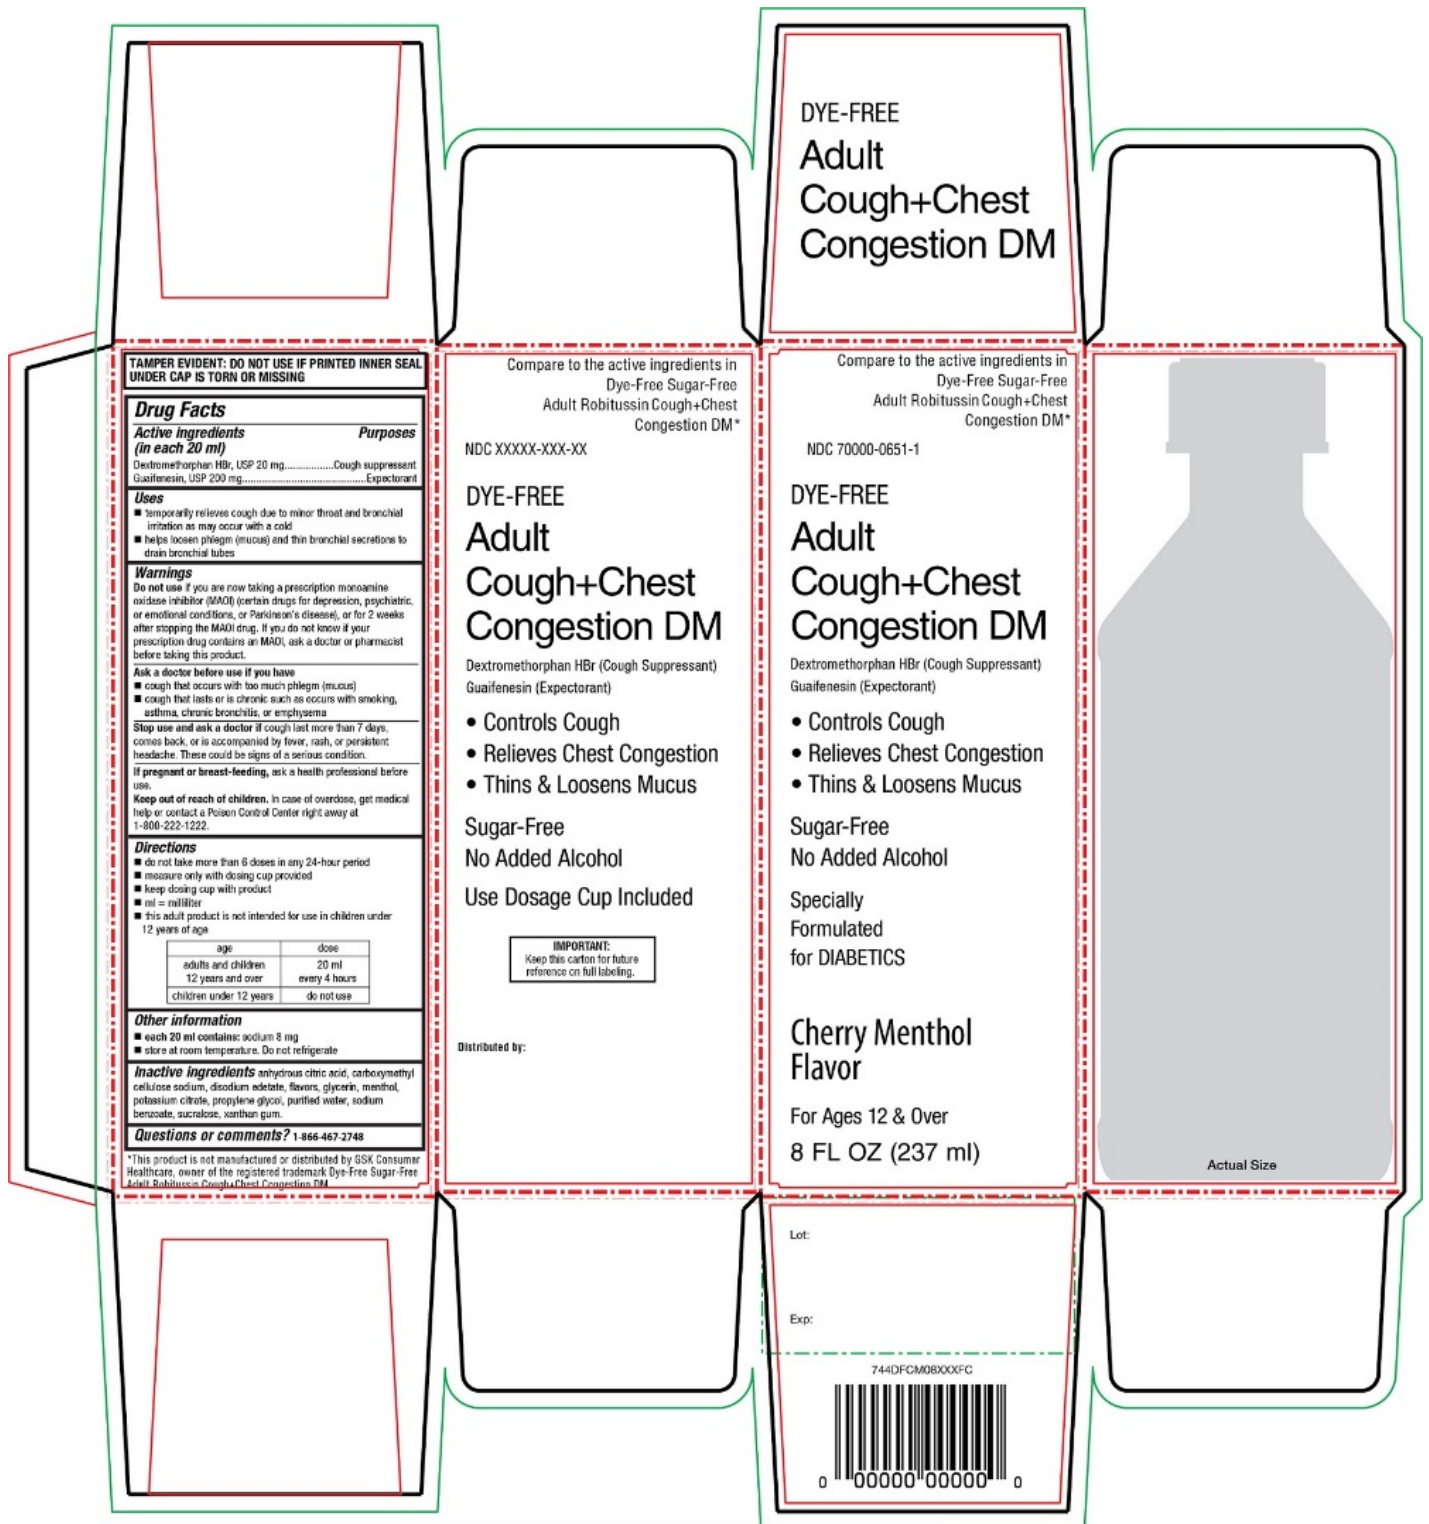 DYE-FREE
Adult
Cough+Chest
Congestion DM
TAMPER EVIDENT: DO NOT USE IF PRINTED INNER SEAL
UNDER CAP IS TORN OR MISSING
Drug Facts
Active ingredients Purposes
(in each 20 ml)
Dextromethorphan HBr, USP 20 mg.................Cough suppressant
Guaifenesin, USP 200 mg............................................Expectorant
Uses
■ temporarily relieves cough due to minor throat and bronchial
irritation as may occur with a cold
■ helps loosen phlegm (mucus) and thin bronchial secretions to
drain bronchial tubes
Warnings
Do not use if you are now taking a prescription monoamine
oxidase inhibitor (MAOI) (certain drugs for depression, psychiatric,
or emotional conditions, or Parkinson's disease), or for 2 weeks
after stopping the MAOI drug. If you do not know if your
prescription drug contains an MAOI, ask a doctor or pharmacist
before taking this product.
Ask a doctor before use if you have
■ cough that occurs with too much phlegm (mucus)
■ cough that lasts or is chronic such as occurs with smoking,
asthma, chronic bronchitis, or emphysema
Stop use and ask a doctor if cough last more than 7 days,
comes back, or is accompanied by fever, rash, or persistent
headache. These could be signs of a serious condition.
If pregnant or breast-feeding, ask a health professional before
use.
Keep out of reach of children. In case of overdose, get medical
help or contact a Poison Control Center right away at
1-800-222-1222.
Directions
■ do not take more than 6 doses in any 24-hour period
■ measure only with dosing cup provided
■ keep dosing cup with product
■ ml = milliliter
■ this adult product is not intended for use in children under
12 years of age
age dose
adults and children 20 ml
12 years and over every 4 hours
children under 12 years do not use
Other information
■ each 20 ml contains: sodium 8 mg
■ store at room temperature. Do not refrigerate
Inactive ingredients anhydrous citric acid, carboxymethyl
cellulose sodium, disodium edetate, flavors, glycerin, menthol,
potassium citrate, propylene glycol, purified water, sodium
benzoate, sucralose, xanthan gum.
Questions or comments? 1-866-467-2748
*This product is not manufactured or distributed by GSK Consumer
Healthcare, owner of the registered trademark Dye-Free Sugar-Free
Adult Robitussin Cough+Chest Congestion DM
Compare to the active ingredients in
Dye-Free Sugar-Free
Adult Robitussin Cough+Chest
Congestion DM*
NDC XXXXX-XXX-XX
DYE-FREE
Adult
Cough+Chest
Congestion DM
Dextromethorphan HBr (Cough Suppressant)
Guaifenesin (Expectorant)
• Controls Cough
• Relieves Chest Congestion
• Thins & Loosens Mucus
Sugar-Free
No Added Alcohol
Use Dosage Cup Included
IMPORTANT:
Keep this carton for future
reference on full labeling.
Distributed by:
Compare to the active ingredients in
Dye-Free Sugar-Free
Adult Robitussin Cough+Chest
Congestion DM*
NDC 70000-0651-1
DYE-FREE
Adult
Cough+Chest
Congestion DM
Dextromethorphan HBr (Cough Suppressant)
Guaifenesin (Expectorant)
• Controls Cough
• Relieves Chest Congestion
• Thins & Loosens Mucus
Sugar-Free
No Added Alcohol
Specially
Formulated
for DIABETICS
Cherry Menthol
Flavor
For Ages 12 & Over
8 FL OZ (237 ml)
Actual Size
Lot:
Exp:
744DFCM08XXXFC
0 00000 00000 0